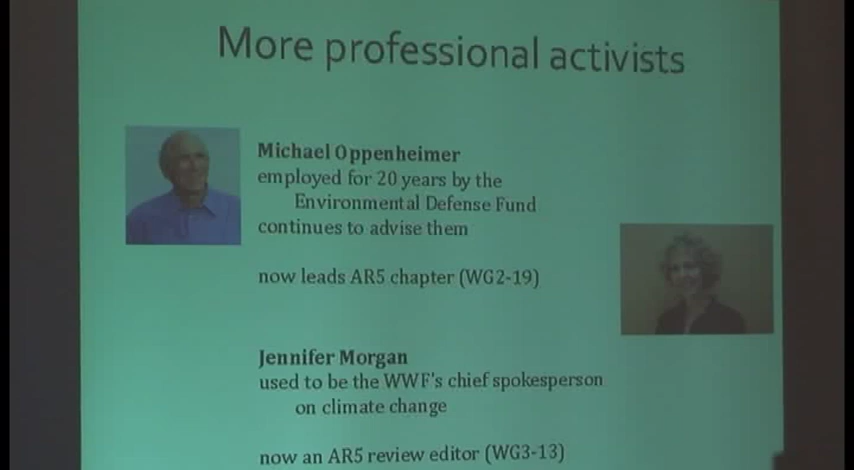 More professional activists
Michael Oppenheimer
employed for 20 years by the
Environmental Defense Fund
continues to advise them
now leads AR5 chapter (WG2-19)
Jennifer Morgan
used to be the WWF's chief spokesperson
on climate change
now an AR5 review editor (WG3-13)